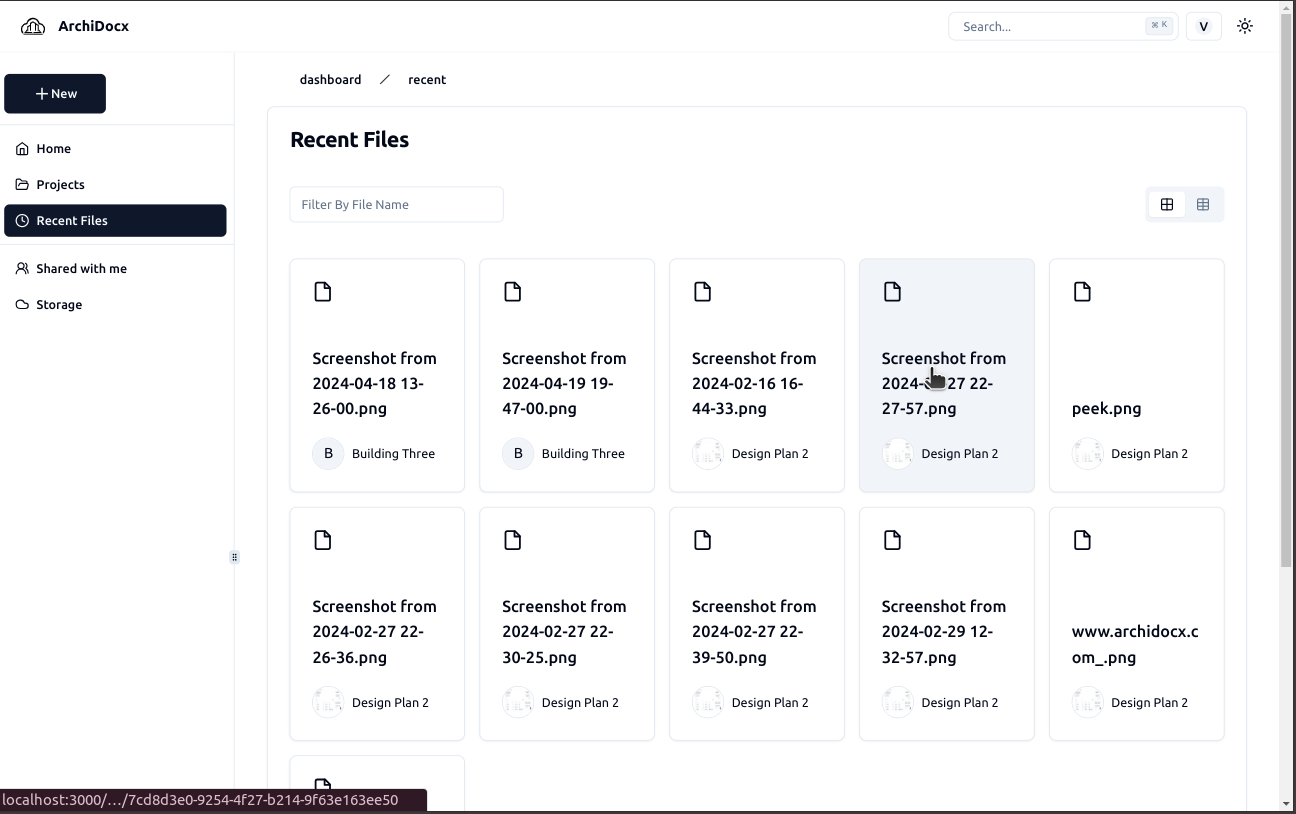 ArchiDocx
Search...
⌘ K
V
New
dashboard / recent
Home
Projects
Recent Files
Shared with me
Storage
Recent Files
Filter By File Name
Screenshot from
2024-04-18 13-
26-00.png
B Building Three
Screenshot from
2024-04-19 19-
47-00.png
B Building Three
Screenshot from
2024-02-16 16-
44-33.png
Design Plan 2
Screenshot from
27 22-
27-57.png
Design Plan 2
peek.png
Design Plan 2
Screenshot from
2024-02-27 22-
26-36.png
Design Plan 2
Screenshot from
2024-02-27 22-
30-25.png
Design Plan 2
Screenshot from
2024-02-27 22-
39-50.png
Design Plan 2
Screenshot from
2024-02-29 12-
32-57.png
Design Plan 2
www.archidocx.c
om_.png
Design Plan 2
localhost:3000/.../7cd8d3e0-9254-4f27-b214-9f63e163ee50